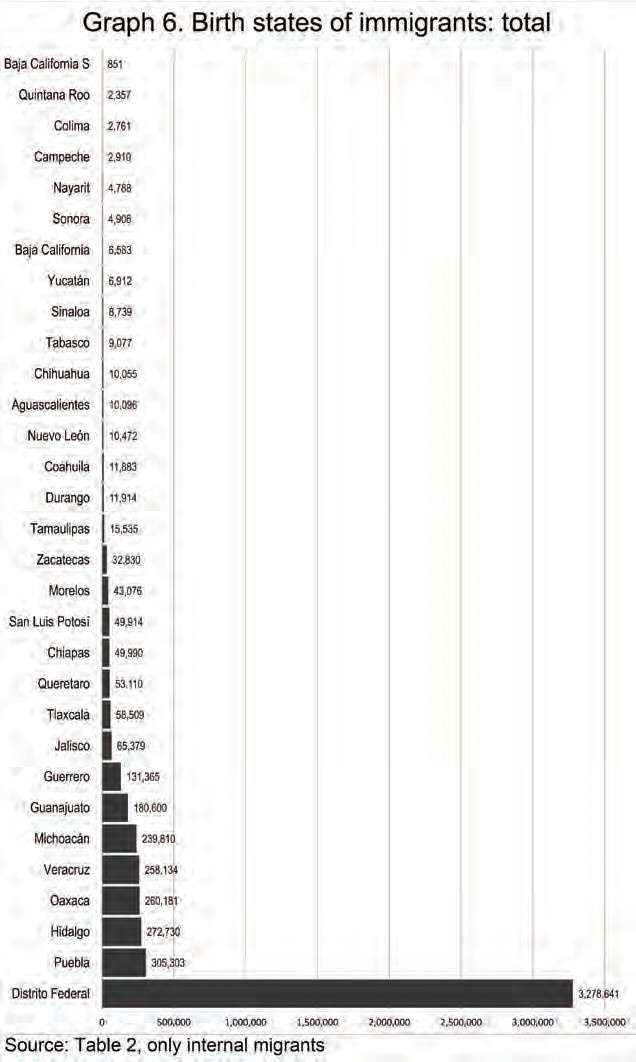 Graph 6. Birth states of immigrants: total
Baja California S 851
Quintana Roo 2,357
Colima 2,761
Campeche 2,910
Nayarit 4,788
Sonora 4,906
Baja California 6,583
Yucatán 6,912
Sinaloa 8,739
Tabasco 9,077
Chihuahua 10,055
Aguascalientes 10,096
Nuevo León 10,472
Coahuila 11,883
Durango 11,914
Tamaulipas 15,535
Zacatecas 32,830
Morelos 43,076
San Luis Potosí 49,914
Chiapas 49,990
Queretaro 53,110
Tlaxcala 58,509
Jalisco 65,379
Guerrero 131,365
Guanajuato 180,600
Michoacán 239,810
Veracruz 258,134
Oaxaca 260,181
Hidalgo 272,730
Puebla 305,303
Distrito Federal 3,278,641
0 500,000 1,000,000 1,500,000 2,000,000 2,500,000 3,000,000 3,500,000
Source: Table 2, only internal migrants